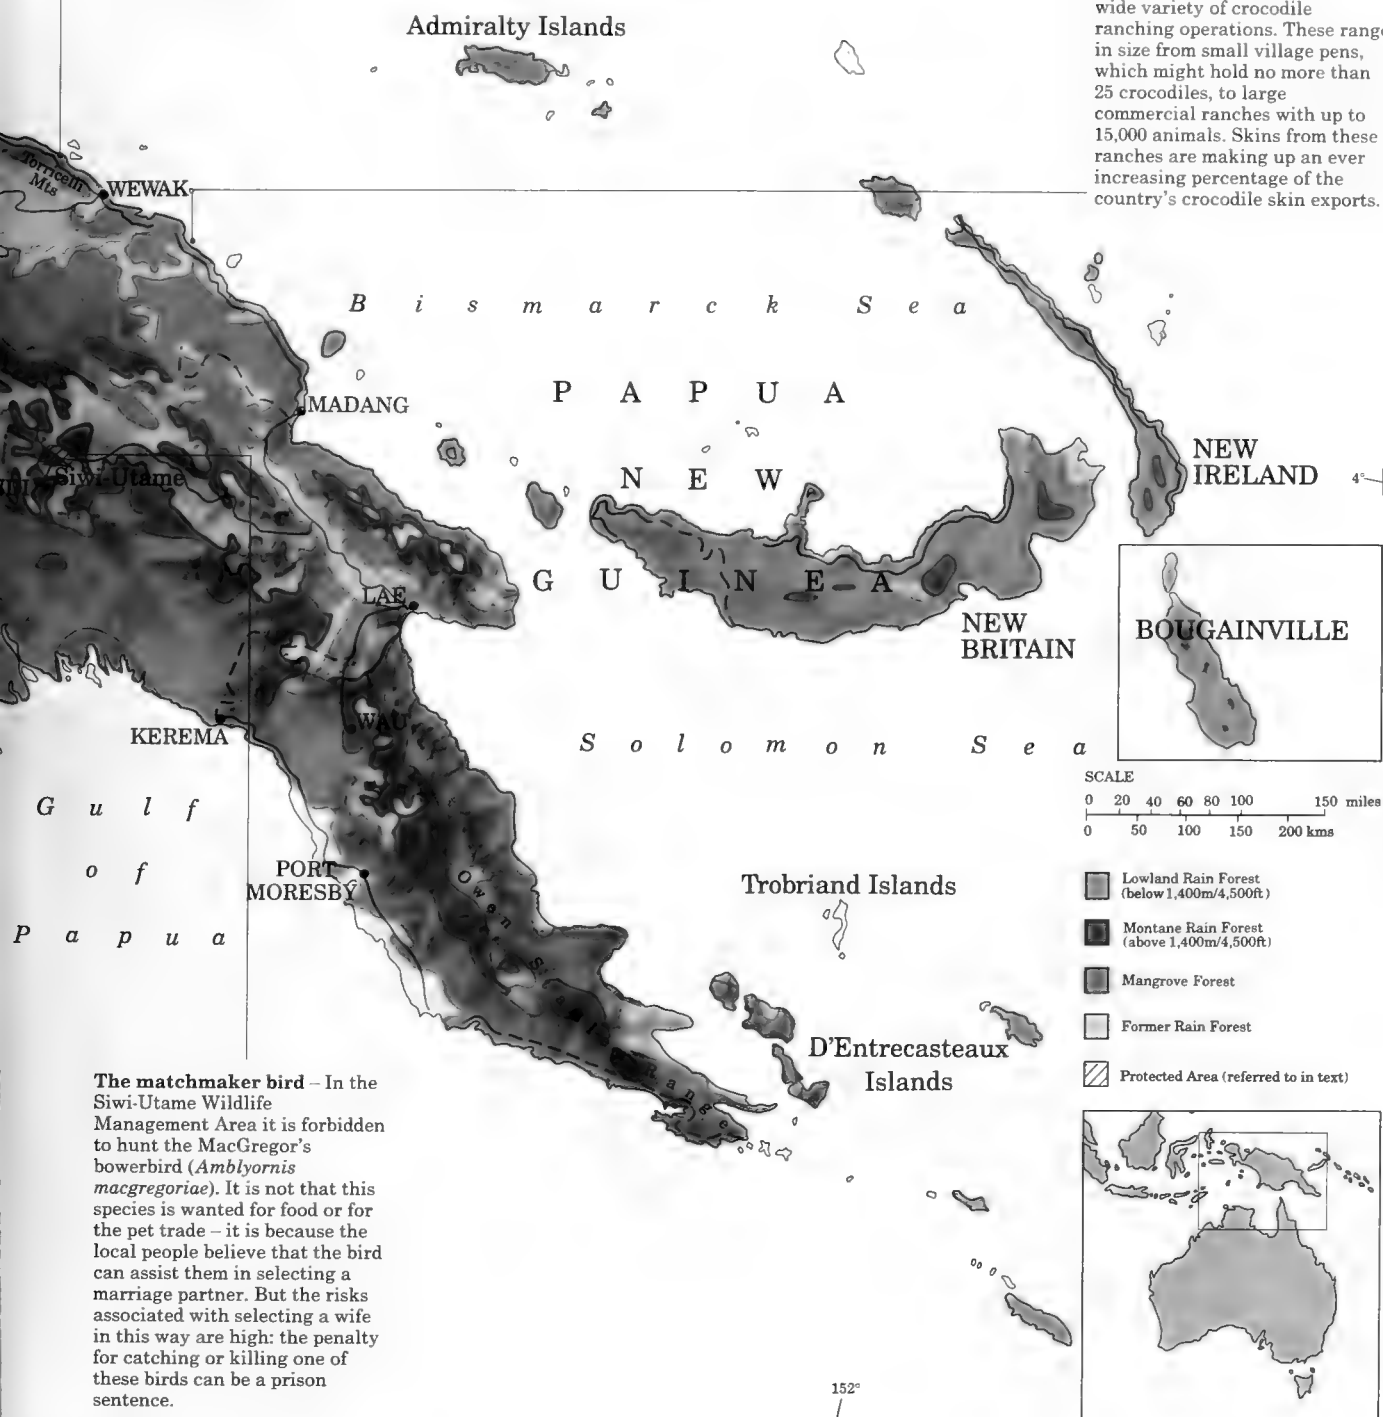 Admiralty Islands
wide variety of crocodile
ranching operations. These range
in size from small village pens,
which might hold no more than
25 crocodiles, to large
commercial ranches with up to
15,000 animals. Skins from these
ranches are making up an ever
increasing percentage of the
country's crocodile skin exports.
Torricelli
Mts
WEWAK
Bismarck Sea
PAPUA
MADANG
NEW
NEW
IRELAND
4°
Siwi-Utame
GUINEA
LAE
NEW
BRITAIN
BOUGAINVILLE
WAU
KEREMA
Solomon Sea
SCALE
0 20 40 60 80 100 150 miles
0 50 100 150 200 kms
Gulf
of
Papua
PORT
MORESBY
Owen Stanley Range
Trobriand Islands
Lowland Rain Forest
(below 1,400m/4,500ft)
Montane Rain Forest
(above 1,400m/4,500ft)
Mangrove Forest
Former Rain Forest
Protected Area (referred to in text)
D'Entrecasteaux
Islands
The matchmaker bird – In the
Siwi-Utame Wildlife
Management Area it is forbidden
to hunt the MacGregor's
bowerbird (Amblyornis
macgregoriae). It is not that this
species is wanted for food or for
the pet trade – it is because the
local people believe that the bird
can assist them in selecting a
marriage partner. But the risks
associated with selecting a wife
in this way are high: the penalty
for catching or killing one of
these birds can be a prison
sentence.
152°